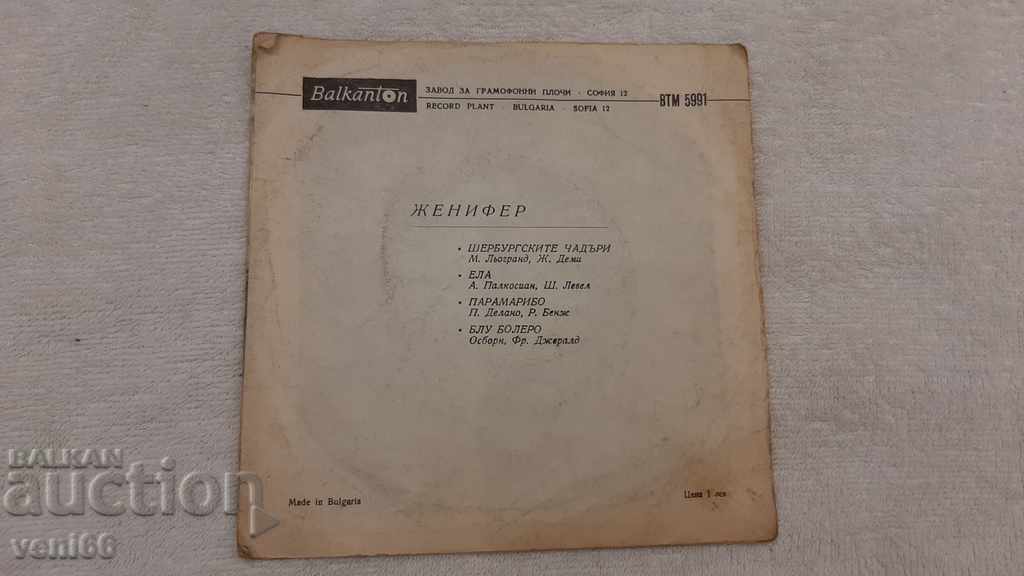 Balkanton
ЗАВОД ЗА ГРАМОФОННИ ПЛОЧИ · СОФИЯ 12
RECORD PLANT · BULGARIA · SOFIA 12
ВТМ 5991
ЖЕНИФЕР
• ШЕРБУРГСКИТЕ ЧАДЪРИ
М. Льогранд, Ж. Деми
• ЕЛА
А. Палкосиан, Ш. Левел
• ПАРАМАРИБО
П. Делано, Р. Бенж
• БЛУ БОЛЕРО
Осборн, Фр. Джералд
Made in Bulgaria
Цена 1 лев
BALKAN
auction
veni66